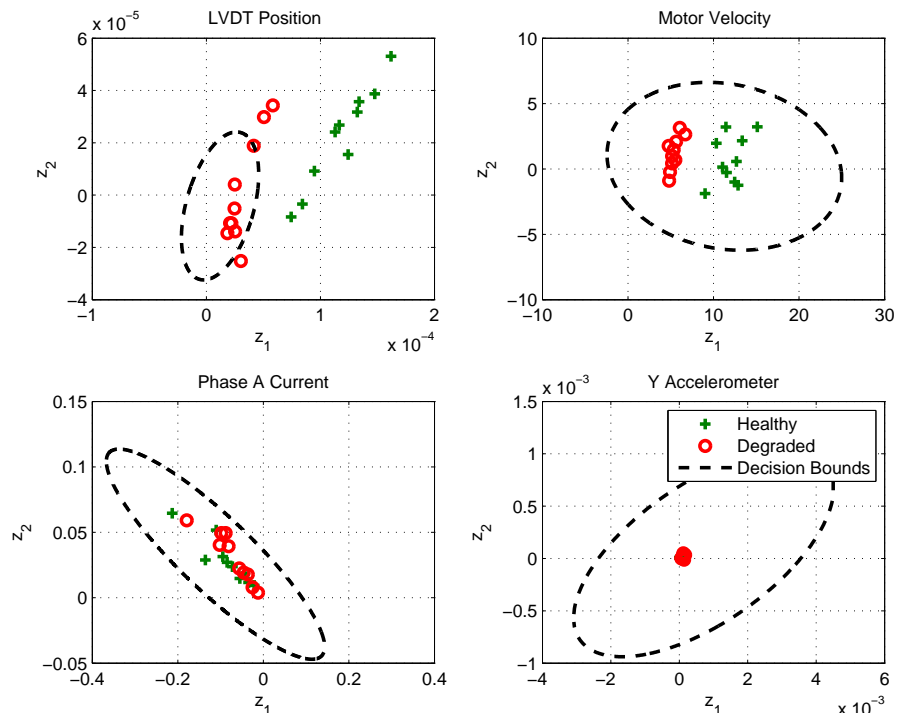 LVDT Position
x 10⁻⁵
6
4
2
0
−2
−4
z₂
−1
0
1
2
z₁
x 10⁻⁴
Motor Velocity
10
5
0
−5
−10
z₂
−10
0
10
20
30
z₁
Phase A Current
0.15
0.1
0.05
0
−0.05
z₂
−0.4
−0.2
0
0.2
0.4
z₁
Y Accelerometer
x 10⁻³
1.5
1
0.5
0
−0.5
−1
z₂
−4
−2
0
2
4
6
z₁
x 10⁻³
Healthy
Degraded
Decision Bounds